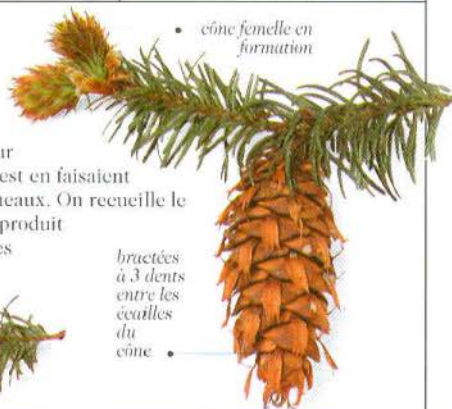 cône femelle en
formation
ur
est en faisaient
eaux. On recueille le
produit
es
bractées
à 3 dents
entre les
écailles
du
cône